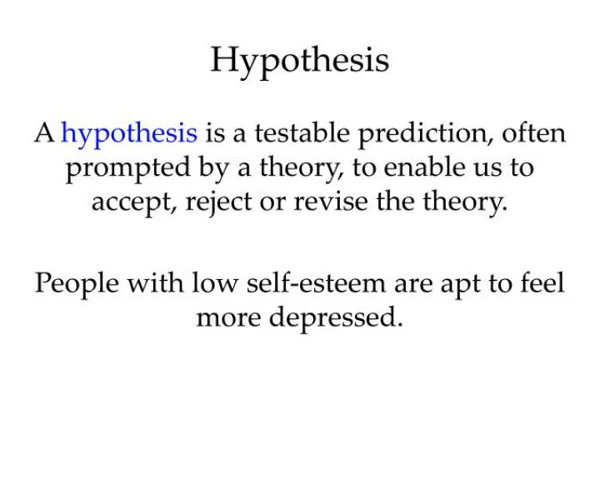 Hypothesis
A hypothesis is a testable prediction, often
prompted by a theory, to enable us to
accept, reject or revise the theory.
People with low self-esteem are apt to feel
more depressed.